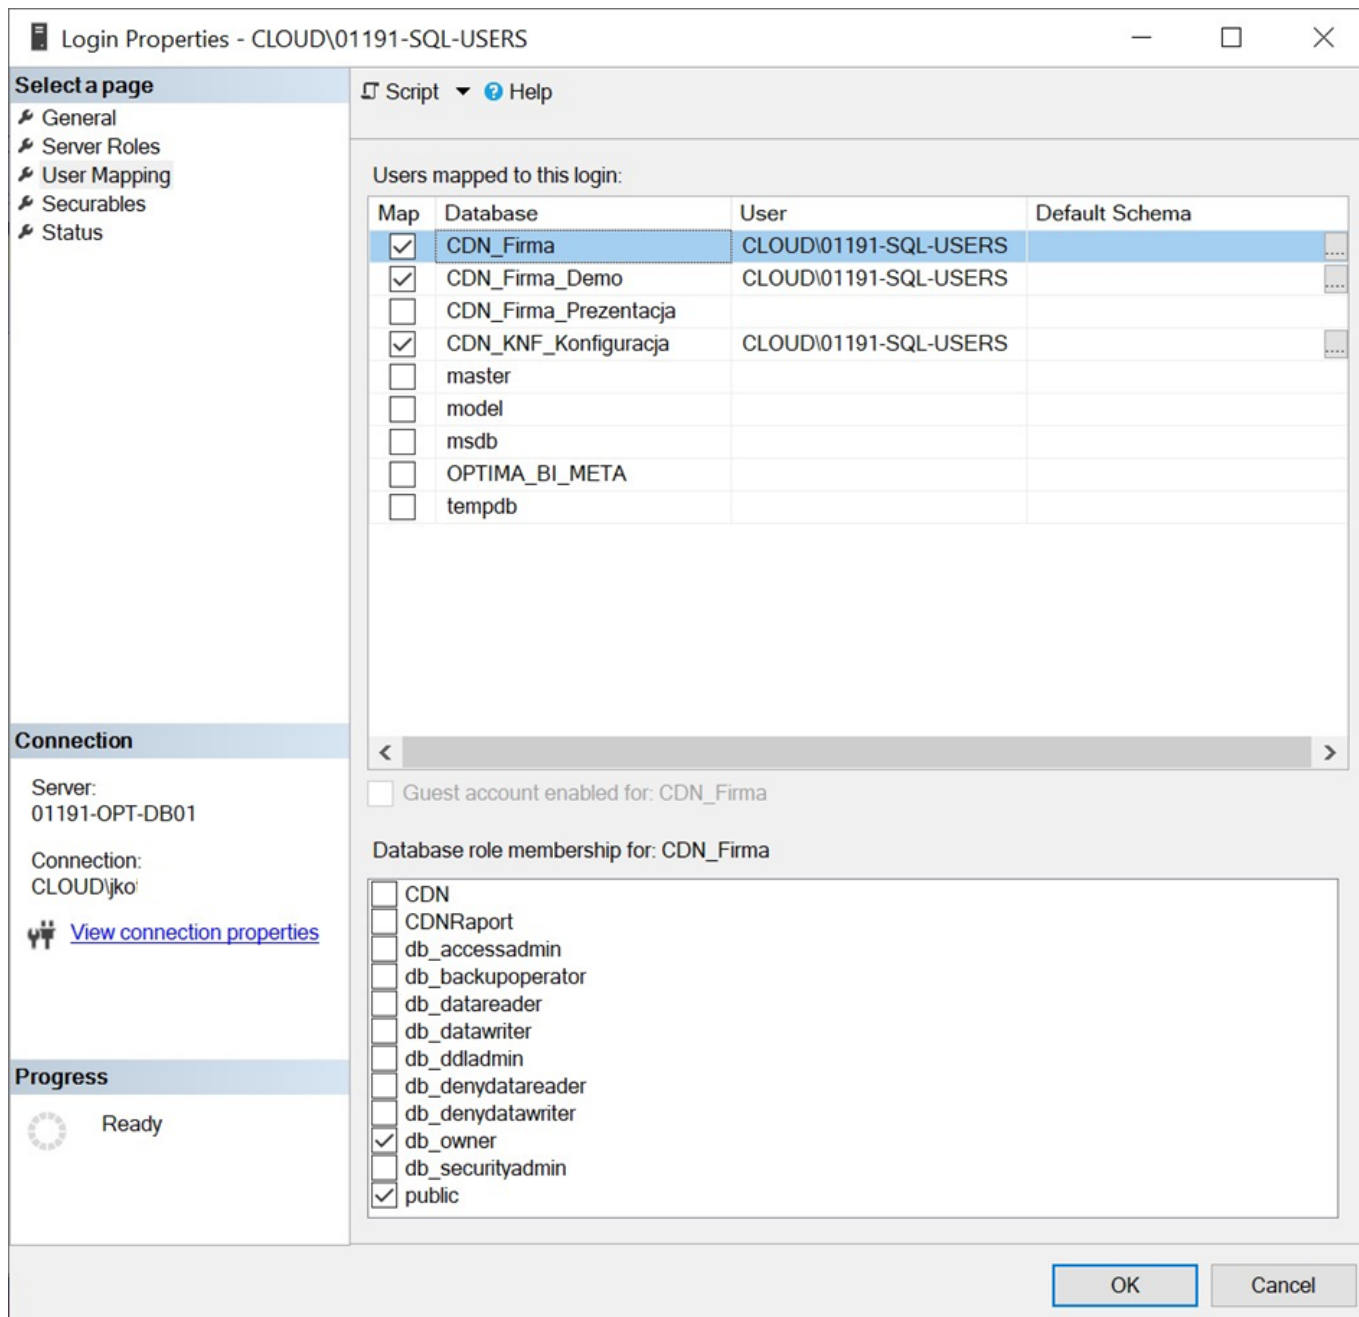 Login Properties - CLOUD\01191-SQL-USERS
Select a page
General
Server Roles
User Mapping
Securables
Status
Script Help
Users mapped to this login:
Map Database User Default Schema
CDN_Firma CLOUD\01191-SQL-USERS ....
CDN_Firma_Demo CLOUD\01191-SQL-USERS ....
CDN_Firma_Prezentacja
CDN_KNF_Konfiguracja CLOUD\01191-SQL-USERS ....
master
model
msdb
OPTIMA_BI_META
tempdb
Guest account enabled for: CDN_Firma
Database role membership for: CDN_Firma
CDN
CDNRaport
db_accessadmin
db_backupoperator
db_datareader
db_datawriter
db_ddladmin
db_denydatareader
db_denydatawriter
db_owner
db_securityadmin
public
Connection
Server:
01191-OPT-DB01
Connection:
CLOUD\jko
View connection properties
Progress
Ready
OK Cancel